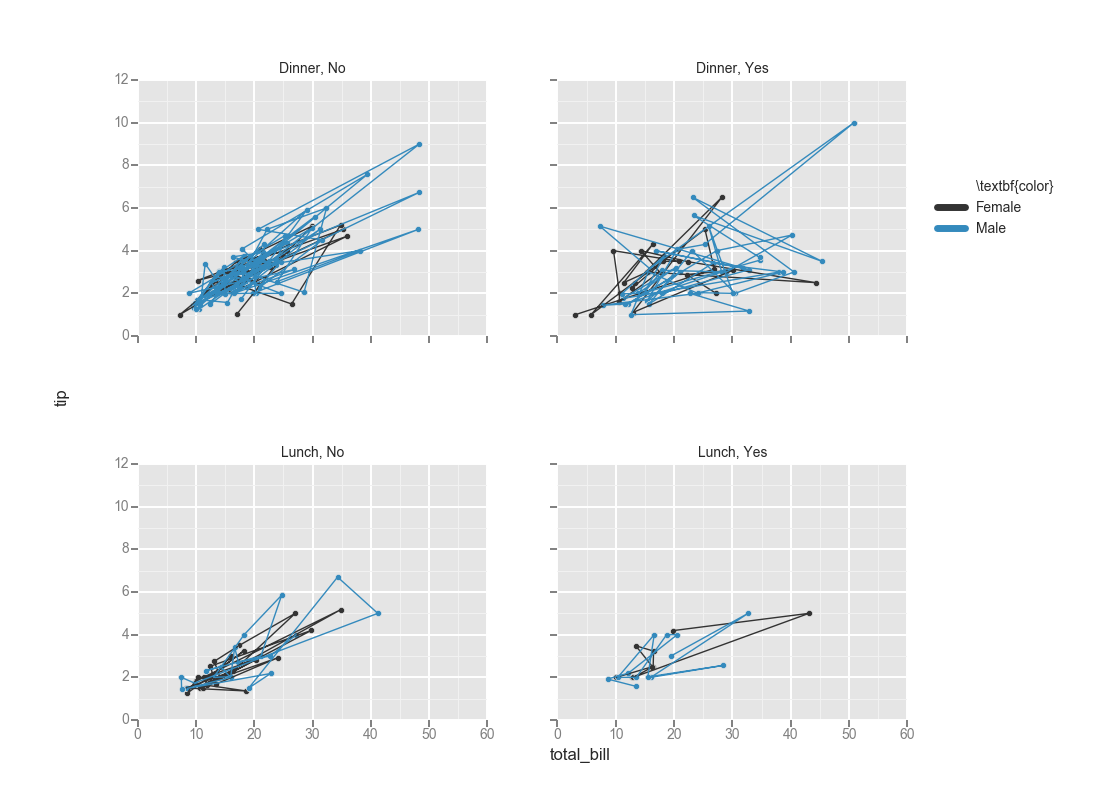 Dinner, No
Dinner, Yes
12
10
8
6
4
2
0
\textbf{color}
Female
Male
tip
Lunch, No
Lunch, Yes
12
10
8
6
4
2
0
0 10 20 30 40 50 60
0 10 20 30 40 50 60
total_bill